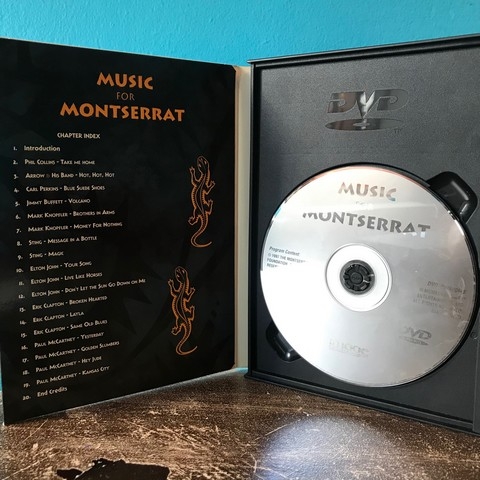 MUSIC
FOR
MONTSERRAT
CHAPTER INDEX
1. Introduction
2. Phil Collins - Take me home
3. Arrow & His Band - Hot, Hot, Hot
4. Carl Perkins - Blue Suede Shoes
5. Jimmy Buffett - Volcano
6. Mark Knopfler - Brothers in Arms
7. Mark Knopfler - Money For Nothing
8. Sting - Message in a Bottle
9. Sting - Magic
10. Elton John - Your Song
11. Elton John - Live Like Horses
12. Elton John - Don't Let the Sun Go Down on Me
13. Eric Clapton - Broken Hearted
14. Eric Clapton - Layla
15. Eric Clapton - Same Old Blues
16. Paul McCartney - Yesterday
17. Paul McCartney - Golden Slumbers
18. Paul McCartney - Hey Jude
19. Paul McCartney - Kansas City
20. End Credits
DVD
MUSIC
MONTSERRAT
Program Content
© 1997 THE MONTSERRAT
FOUNDATION
DVD